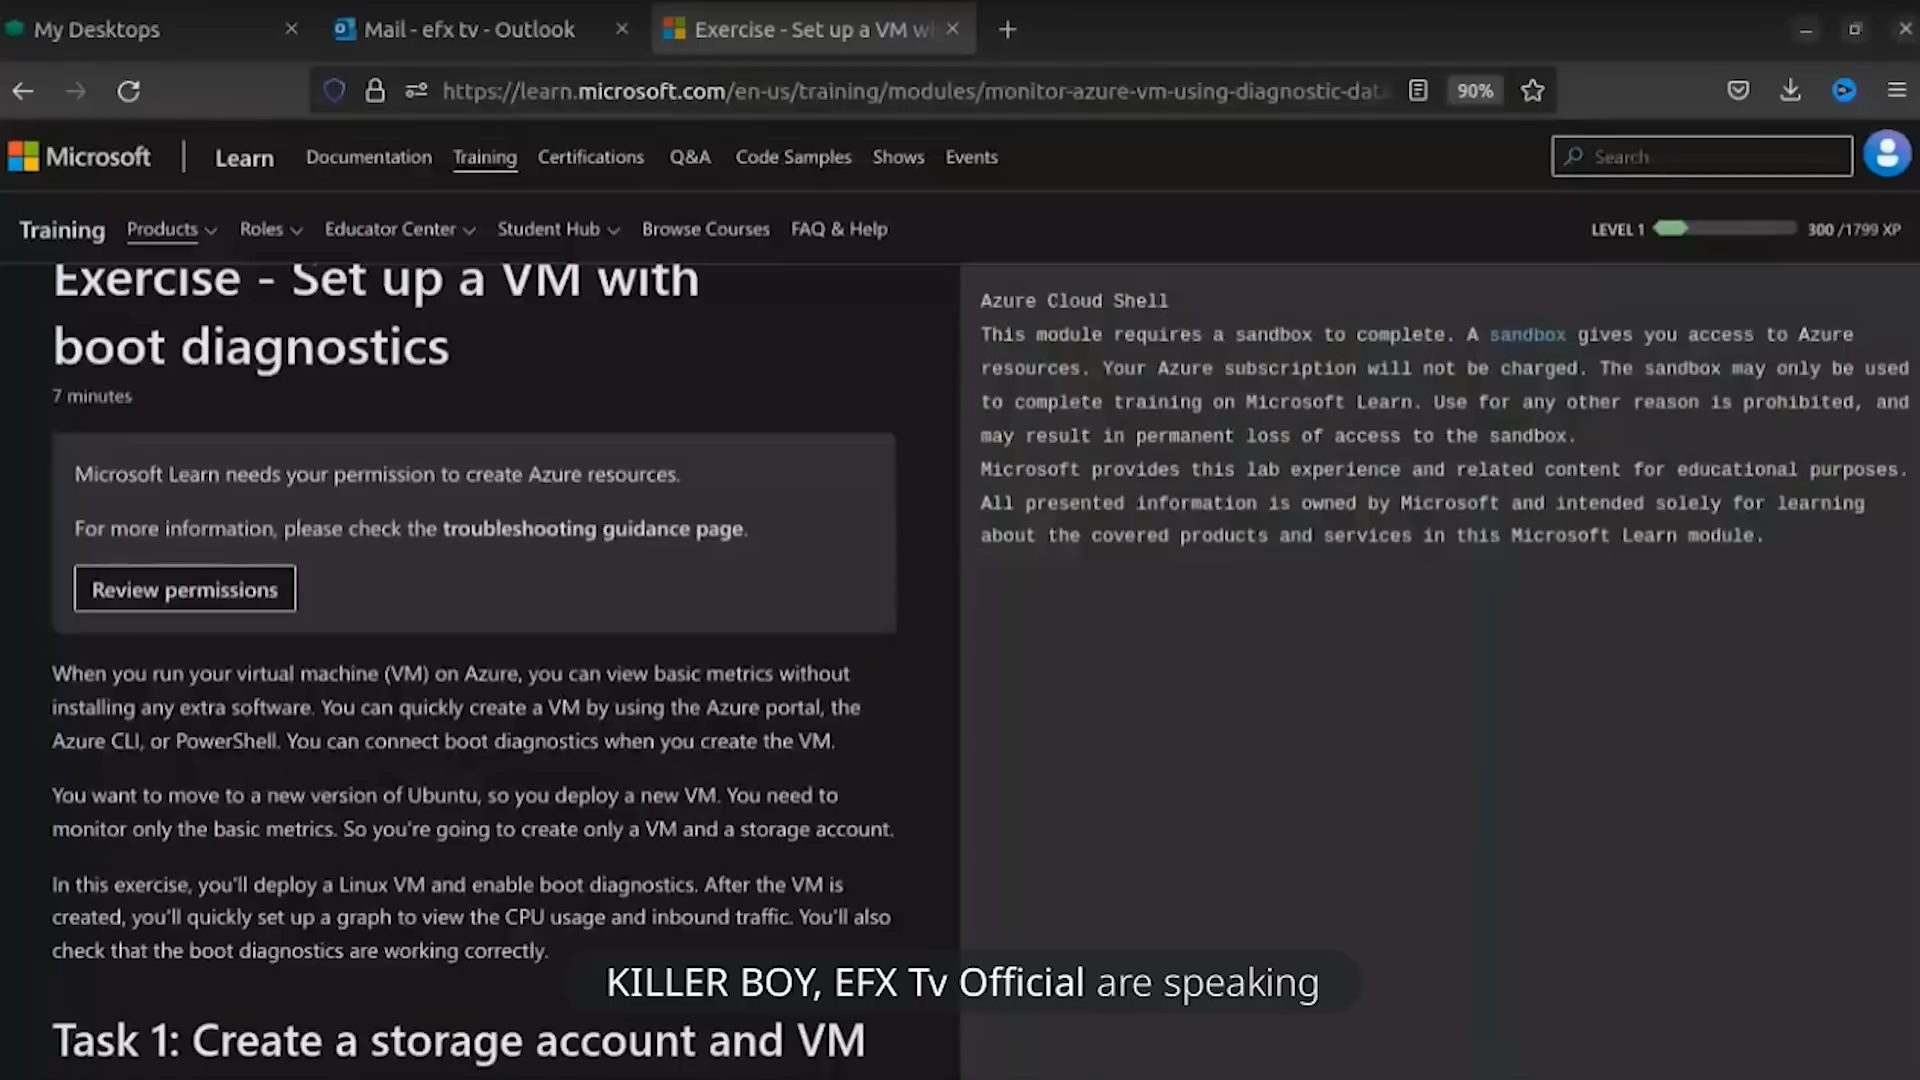 My Desktops
Mail - efx tv - Outlook
Exercise - Set up a VM wi
https://learn.microsoft.com/en-us/training/modules/monitor-azure-vm-using-diagnostic-data
90%
Microsoft
Learn
Documentation
Training
Certifications
Q&A
Code Samples
Shows
Events
Search
Training
Products
Roles
Educator Center
Student Hub
Browse Courses
FAQ & Help
LEVEL 1
300 /1799 XP
Exercise - Set up a VM with
boot diagnostics
7 minutes
Microsoft Learn needs your permission to create Azure resources.
For more information, please check the troubleshooting guidance page.
Review permissions
When you run your virtual machine (VM) on Azure, you can view basic metrics without
installing any extra software. You can quickly create a VM by using the Azure portal, the
Azure CLI, or PowerShell. You can connect boot diagnostics when you create the VM.
You want to move to a new version of Ubuntu, so you deploy a new VM. You need to
monitor only the basic metrics. So you're going to create only a VM and a storage account.
In this exercise, you'll deploy a Linux VM and enable boot diagnostics. After the VM is
created, you'll quickly set up a graph to view the CPU usage and inbound traffic. You'll also
check that the boot diagnostics are working correctly.
Task 1: Create a storage account and VM
Azure Cloud Shell
This module requires a sandbox to complete. A sandbox gives you access to Azure
resources. Your Azure subscription will not be charged. The sandbox may only be used
to complete training on Microsoft Learn. Use for any other reason is prohibited, and
may result in permanent loss of access to the sandbox.
Microsoft provides this lab experience and related content for educational purposes.
All presented information is owned by Microsoft and intended solely for learning
about the covered products and services in this Microsoft Learn module.
KILLER BOY, EFX Tv Official are speaking